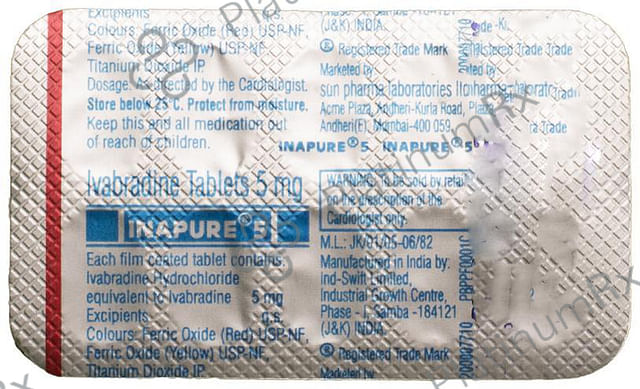 Excipients q.s.
Colours: Ferric Oxide (Red) USP-NF,
Ferric Oxide (Yellow) USP-NF,
Titanium Dioxide IP
Dosage: As directed by the Cardiologist.
Store below 25°C. Protect from moisture.
Keep this and all medication out
of reach of children.
Ivabradine Tablets 5 mg
INAPURE® 5
Each film coated tablet contains:
Ivabradine Hydrochloride
equivalent to Ivabradine 5 mg
Excipients q.s.
Colours: Ferric Oxide (Red) USP-NF,
Ferric Oxide (Yellow) USP-NF,
Titanium Dioxide IP
(J&K) INDIA.
® Registered Trade Mark
Marketed by
sun pharma laboratories
Acme Plaza, Andheri-Kurla Road,
Andheri(E), Mumbai-400 059.
INAPURE® 5 INAPURE® 5
WARNING: To be sold by retail
on the prescription of the
Cardiologist only.
M.L.: JK/01/05-06/82
Manufactured in India by:
Ind-Swift Limited,
Industrial Growth Centre,
Phase - I, Samba -184121
(J&K) INDIA.
® Registered Trade Mark
Marketed by
PlatinumRx